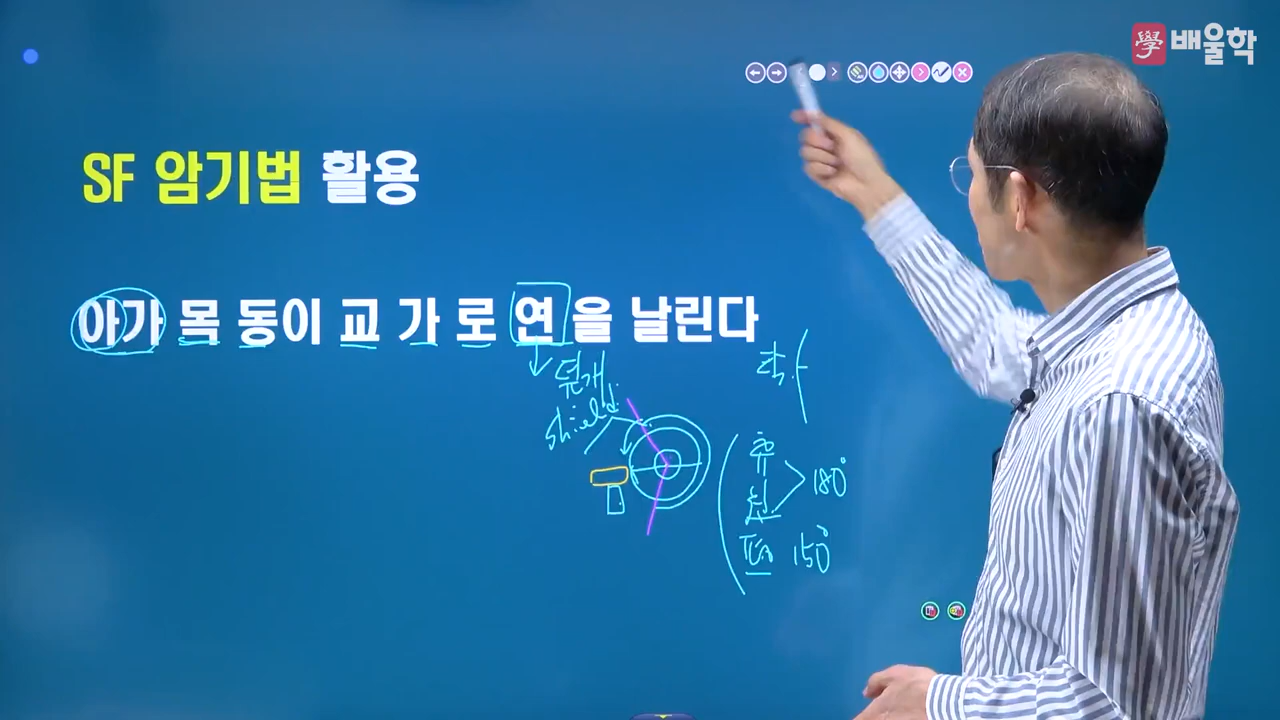 學 배울학
SF 암기법 활용
아가 목 동이 교 가 로 연 을 날린다
덮개
shield
180°
150°